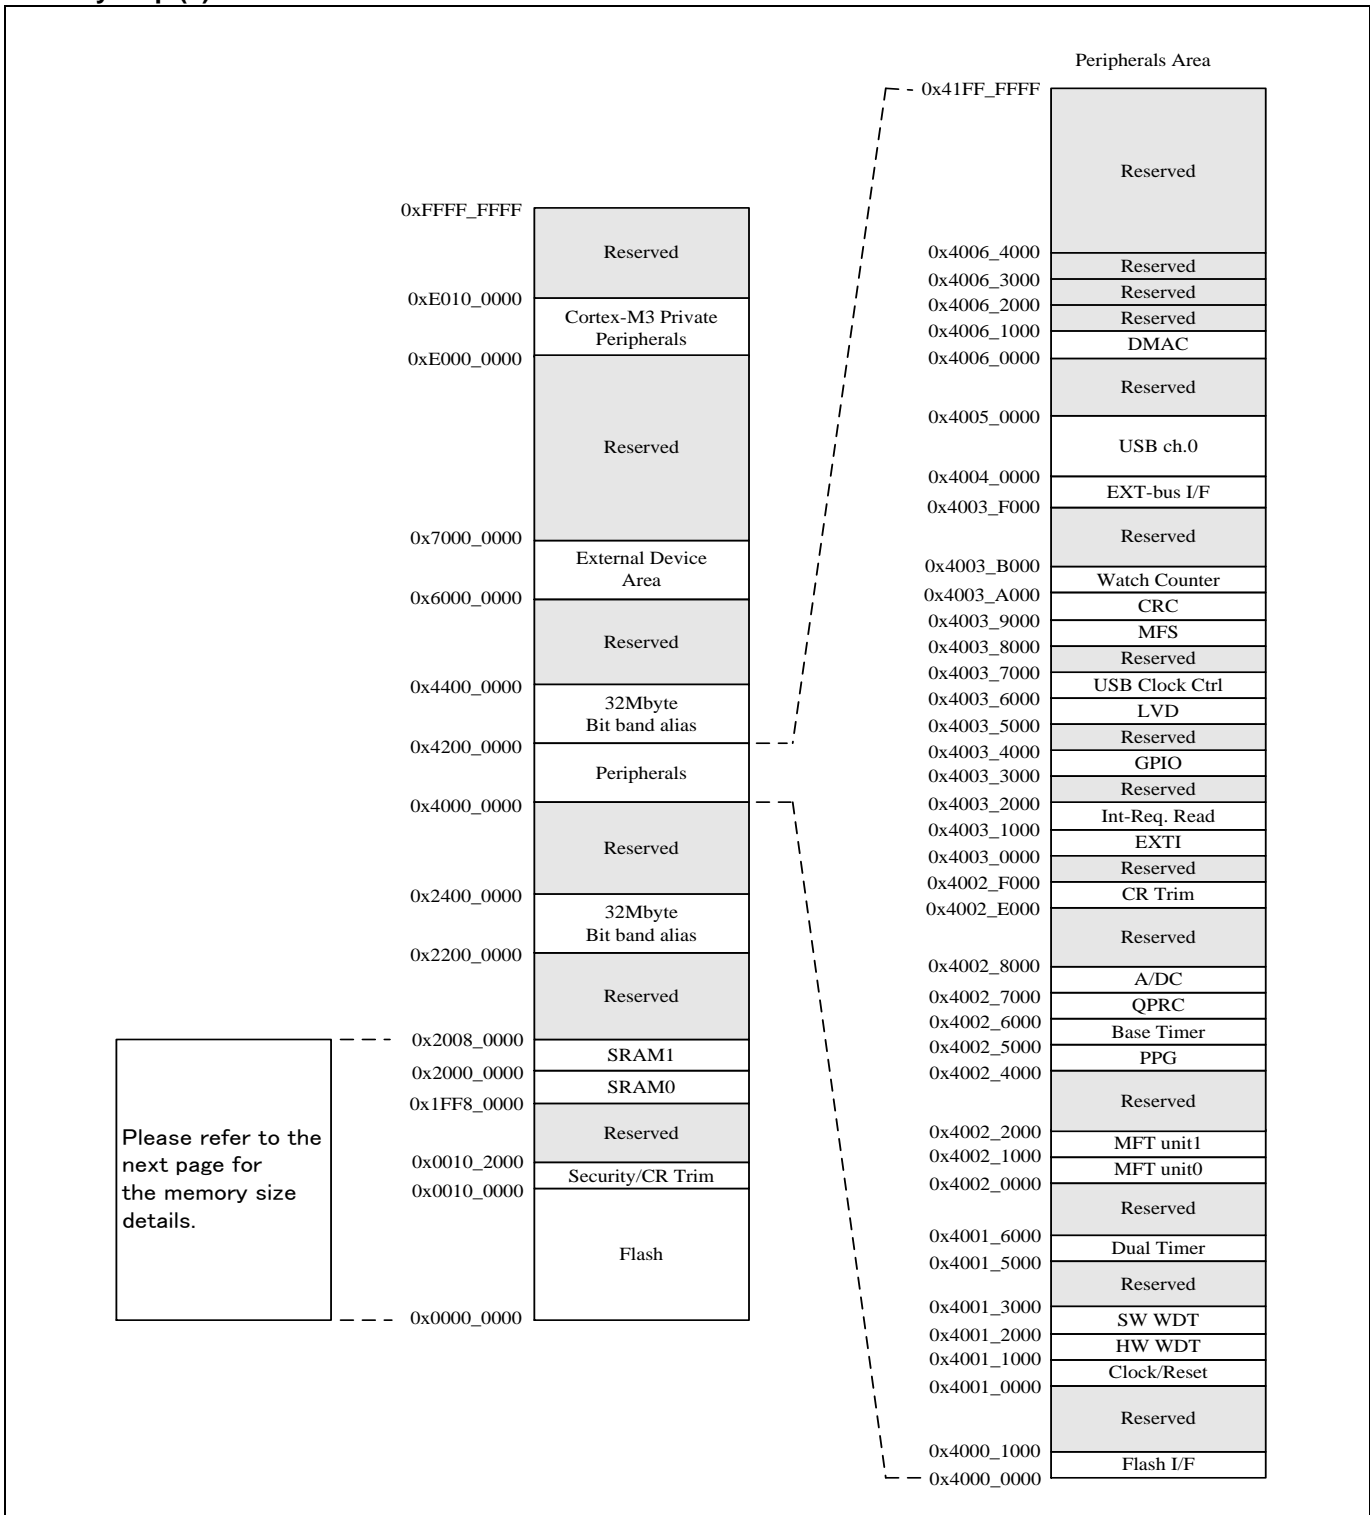 Peripherals Area
0x41FF_FFFF
Reserved
0x4006_4000
Reserved
0x4006_3000
Reserved
0x4006_2000
Reserved
0x4006_1000
DMAC
0x4006_0000
Reserved
0x4005_0000
USB ch.0
0x4004_0000
EXT-bus I/F
0x4003_F000
Reserved
0x4003_B000
Watch Counter
0x4003_A000
CRC
0x4003_9000
MFS
0x4003_8000
Reserved
0x4003_7000
USB Clock Ctrl
0x4003_6000
LVD
0x4003_5000
Reserved
0x4003_4000
GPIO
0x4003_3000
Reserved
0x4003_2000
Int-Req. Read
0x4003_1000
EXTI
0x4003_0000
Reserved
0x4002_F000
CR Trim
0x4002_E000
Reserved
0x4002_8000
A/DC
0x4002_7000
QPRC
0x4002_6000
Base Timer
0x4002_5000
PPG
0x4002_4000
Reserved
0x4002_2000
MFT unit1
0x4002_1000
MFT unit0
0x4002_0000
Reserved
0x4001_6000
Dual Timer
0x4001_5000
Reserved
0x4001_3000
SW WDT
0x4001_2000
HW WDT
0x4001_1000
Clock/Reset
0x4001_0000
Reserved
0x4000_1000
Flash I/F
0x4000_0000
0xFFFF_FFFF
Reserved
0xE010_0000
Cortex-M3 Private
Peripherals
0xE000_0000
Reserved
0x7000_0000
External Device
Area
0x6000_0000
Reserved
0x4400_0000
32Mbyte
Bit band alias
0x4200_0000
Peripherals
0x4000_0000
Reserved
0x2400_0000
32Mbyte
Bit band alias
0x2200_0000
Reserved
0x2008_0000
SRAM1
0x2000_0000
SRAM0
0x1FF8_0000
Reserved
0x0010_2000
Security/CR Trim
0x0010_0000
Flash
0x0000_0000
Please refer to the
next page for
the memory size
details.